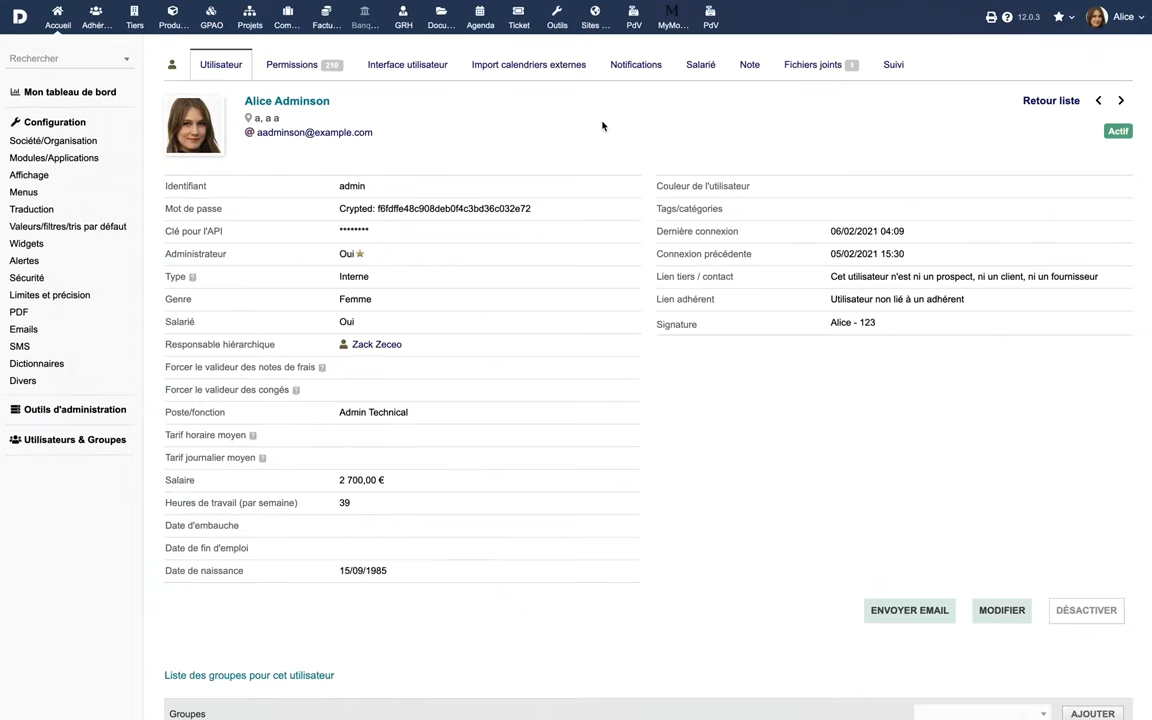 Accueil Adhér... Tiers Produ... GPAO Projets Com... Factu... Banq... GRH Docu... Agenda Ticket Outils Sites ... PdV MyMo... PdV 12.0.3 Alice
Rechercher
Mon tableau de bord
Configuration
Société/Organisation
Modules/Applications
Affichage
Menus
Traduction
Valeurs/filtres/tris par défaut
Widgets
Alertes
Sécurité
Limites et précision
PDF
Emails
SMS
Dictionnaires
Divers
Outils d'administration
Utilisateurs & Groupes
Utilisateur Permissions 210 Interface utilisateur Import calendriers externes Notifications Salarié Note Fichiers joints 1 Suivi
Alice Adminson
a, a a
@ aadminson@example.com
Retour liste
Actif
Identifiant admin
Mot de passe Crypted: f6fdffe48c908deb0f4c3bd36c032e72
Clé pour l'API ********
Administrateur Oui
Type Interne
Genre Femme
Salarié Oui
Responsable hiérarchique Zack Zeceo
Forcer le valideur des notes de frais
Forcer le valideur des congés
Poste/fonction Admin Technical
Tarif horaire moyen
Tarif journalier moyen
Salaire 2 700,00 €
Heures de travail (par semaine) 39
Date d'embauche
Date de fin d'emploi
Date de naissance 15/09/1985
Couleur de l'utilisateur
Tags/catégories
Dernière connexion 06/02/2021 04:09
Connexion précédente 05/02/2021 15:30
Lien tiers / contact Cet utilisateur n'est ni un prospect, ni un client, ni un fournisseur
Lien adhérent Utilisateur non lié à un adhérent
Signature Alice - 123
ENVOYER EMAIL MODIFIER DÉSACTIVER
Liste des groupes pour cet utilisateur
Groupes AJOUTER